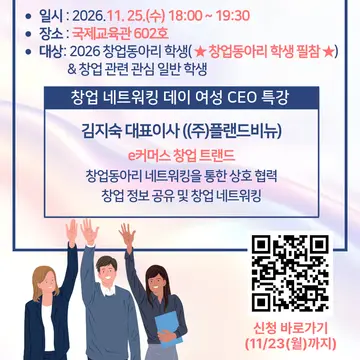 • 일시 : 2026.11. 25.(수) 18:00 ~ 19:30
• 장소 : 국제교육관 602호
• 대상: 2026 창업동아리 학생(★창업동아리 학생 필참★)
& 창업 관련 관심 일반 학생
창업 네트워킹 데이 여성 CEO 특강
김지숙 대표이사 ((주)플랜드비뉴)
e커머스 창업 트랜드
창업동아리 네트워킹을 통한 상호 협력
창업 정보 공유 및 창업 네트워킹
신청 바로가기
(11/23(월)까지)